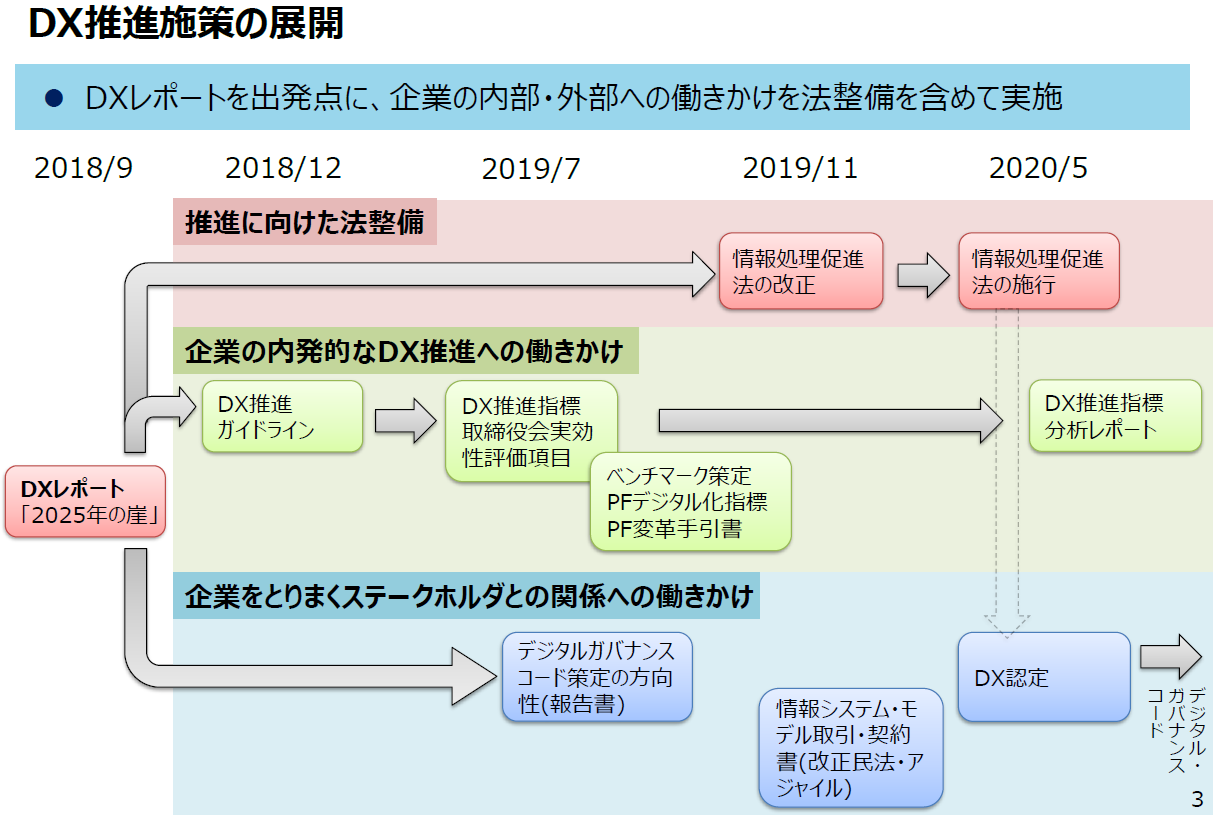 DX推進施策の展開
● DXレポートを出発点に、企業の内部・外部への働きかけを法整備を含めて実施
2018/9
2018/12
2019/7
2019/11
2020/5
推進に向けた法整備
情報処理促進
法の改正
情報処理促進
法の施行
企業の内発的なDX推進への働きかけ
DX推進
ガイドライン
DX推進指標
取締役会実効
性評価項目
ベンチマーク策定
PFデジタル化指標
PF変革手引書
DX推進指標
分析レポート
DXレポート
「2025年の崖」
企業をとりまくステークホルダとの関係への働きかけ
デジタルガバナンス
コード策定の方向
性(報告書)
情報システム・モ
デル取引・契約
書(改正民法・ア
ジャイル)
DX認定
デジタル・
ガバナンス
コード
3